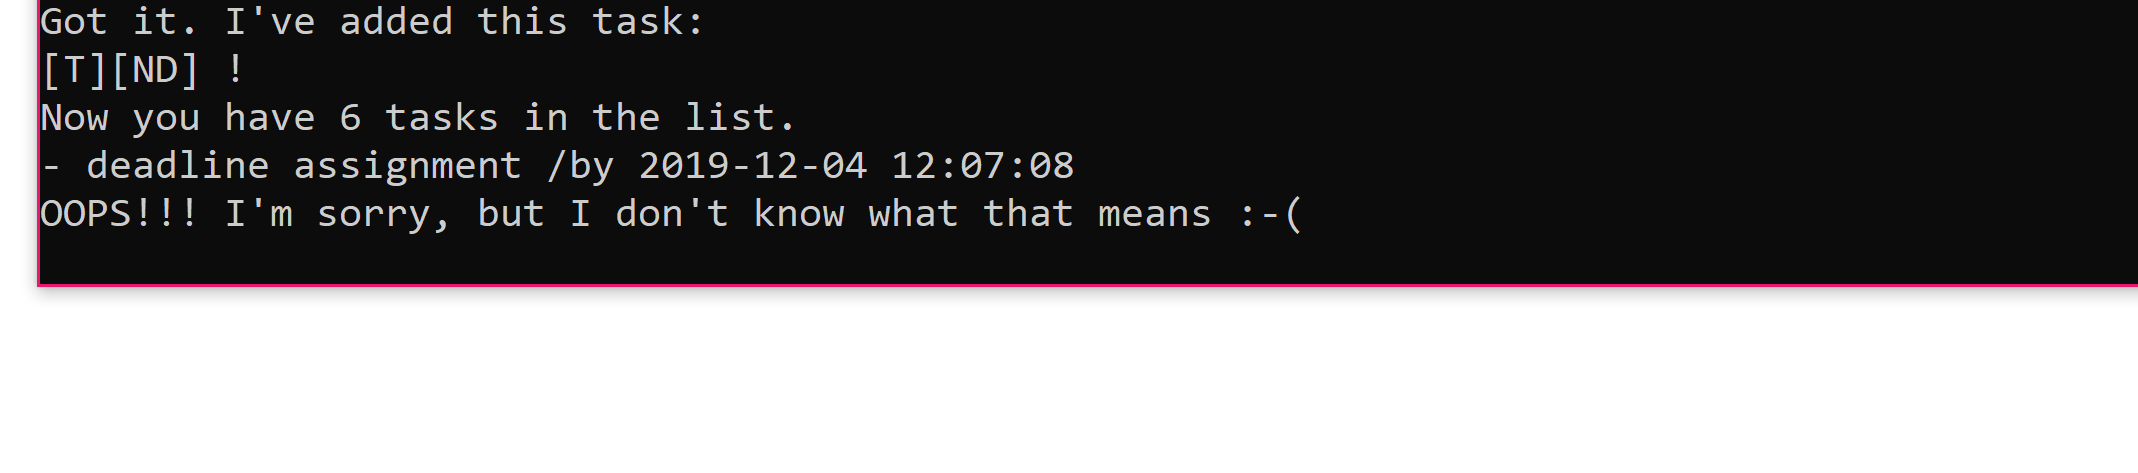 Got it. I've added this task:
[T][ND] !
Now you have 6 tasks in the list.
- deadline assignment /by 2019-12-04 12:07:08
OOPS!!! I'm sorry, but I don't know what that means :-(